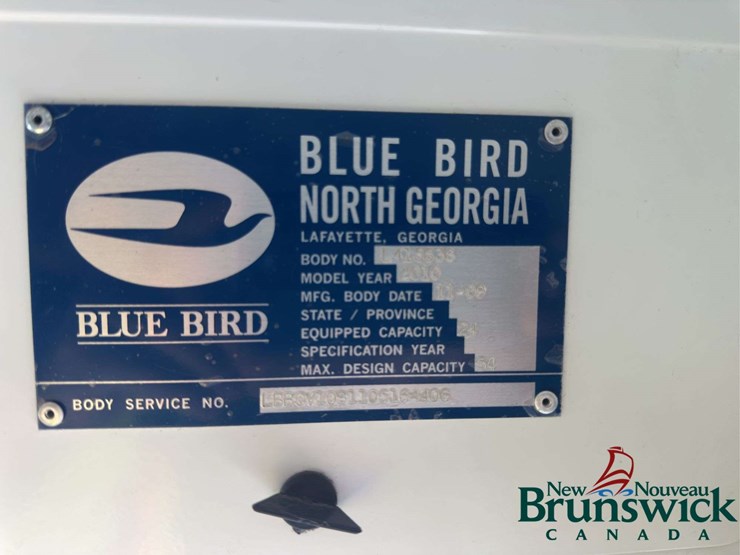 BLUE BIRD
NORTH GEORGIA
LAFAYETTE, GEORGIA
BODY NO.
MODEL YEAR 2010
MFG. BODY DATE
STATE / PROVINCE
EQUIPPED CAPACITY
SPECIFICATION YEAR
MAX. DESIGN CAPACITY
BLUE BIRD
BODY SERVICE NO.
New Nouveau
Brunswick
CANADA